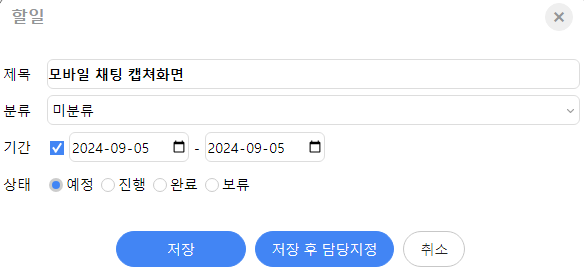 할일
제목 모바일 채팅 캡쳐화면
분류 미분류
기간 2024-09-05 - 2024-09-05
상태 예정 진행 완료 보류
저장 저장 후 담당지정 취소